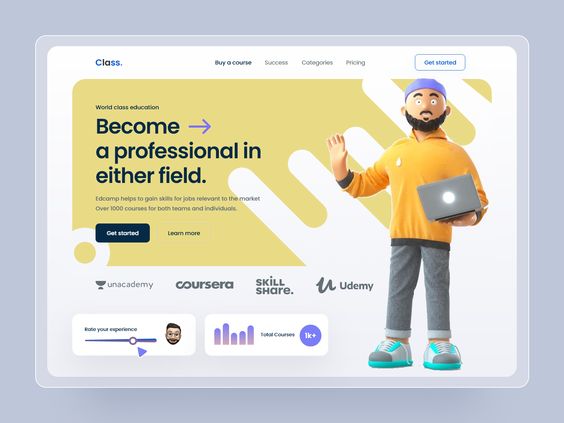 Class.
Buy a course
Success
Categories
Pricing
Get started
World class education
Become →
a professional in
either field.
Edcamp helps to gain skills for jobs relevant to the market
Over 1000 courses for both teams and individuals.
Get started
Learn more
unacademy
coursera
SKILL
SHARE.
Udemy
Rate your experience
Total Courses
1k+